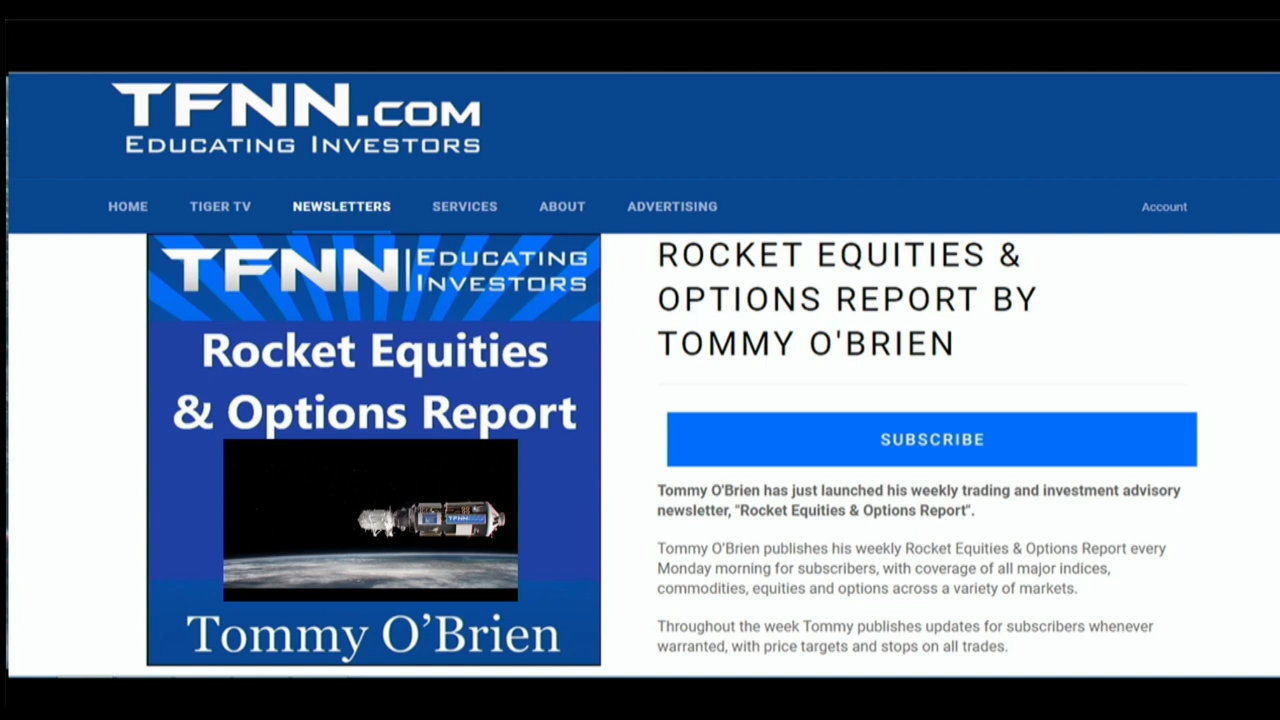 TFNN.COM
EDUCATING INVESTORS
HOME TIGER TV NEWSLETTERS SERVICES ABOUT ADVERTISING Account
TFNN EDUCATING
INVESTORS
Rocket Equities
& Options Report
TFNN
Tommy O’Brien
ROCKET EQUITIES &
OPTIONS REPORT BY
TOMMY O'BRIEN
SUBSCRIBE
Tommy O'Brien has just launched his weekly trading and investment advisory
newsletter, "Rocket Equities & Options Report".
Tommy O’Brien publishes his weekly Rocket Equities & Options Report every
Monday morning for subscribers, with coverage of all major indices,
commodities, equities and options across a variety of markets.
Throughout the week Tommy publishes updates for subscribers whenever
warranted, with price targets and stops on all trades.